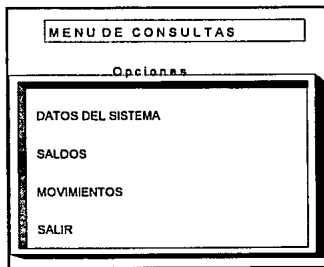 MENU DE CONSULTAS
Opciones
DATOS DEL SISTEMA
SALDOS
MOVIMIENTOS
SALIR